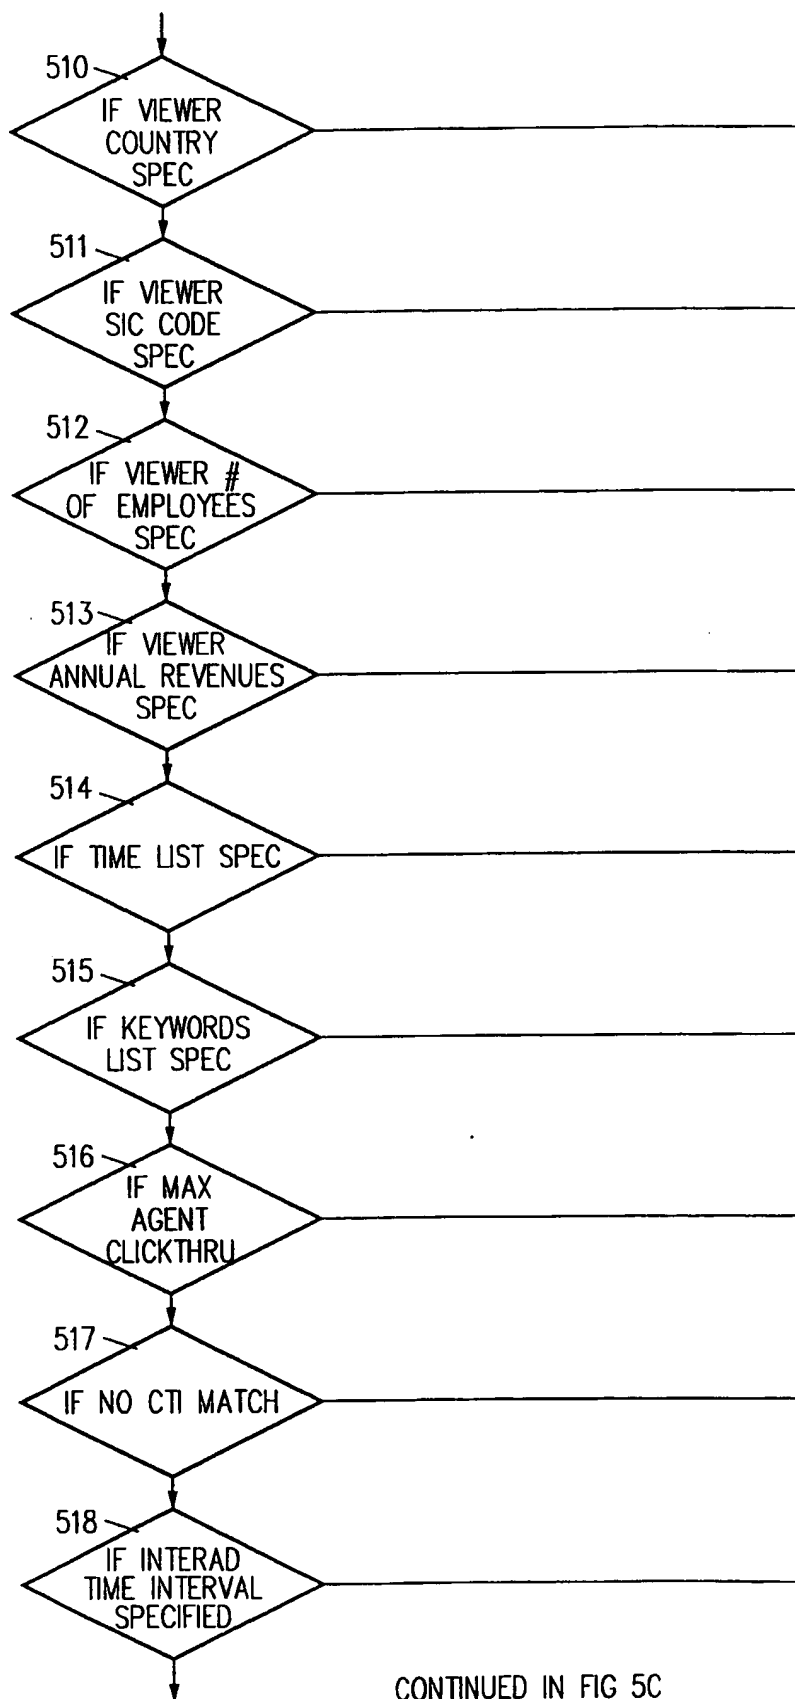 510
IF VIEWER
COUNTRY
SPEC
511
IF VIEWER
SIC CODE
SPEC
512
IF VIEWER #
OF EMPLOYEES
SPEC
513
IF VIEWER
ANNUAL REVENUES
SPEC
514
IF TIME LIST SPEC
515
IF KEYWORDS
LIST SPEC
516
IF MAX
AGENT
CLICKTHRU
517
IF NO CTI MATCH
518
IF INTERAD
TIME INTERVAL
SPECIFIED
CONTINUED IN FIG 5C